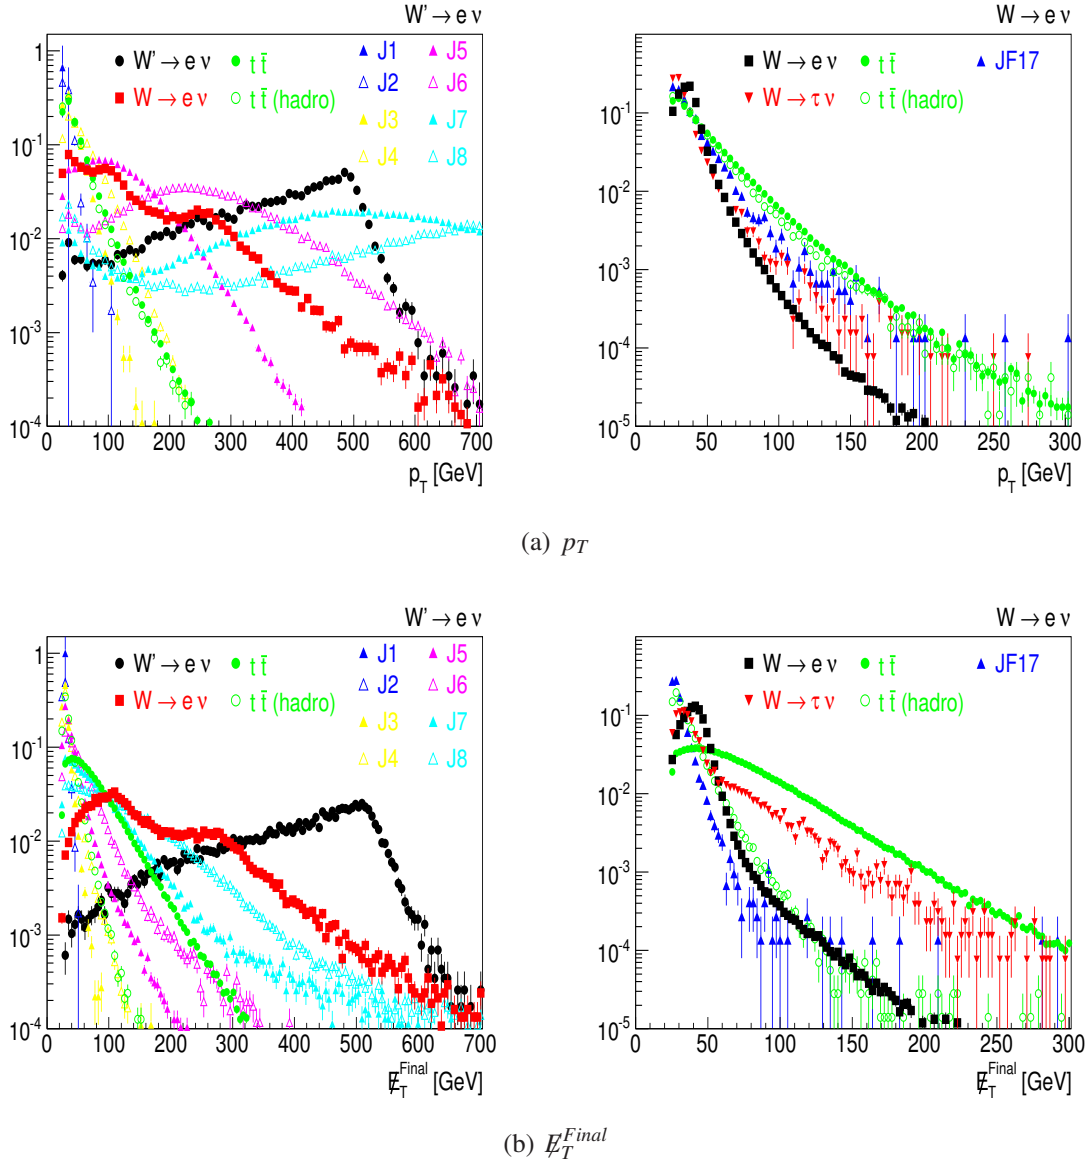 W' → e ν
W' → e ν
W → e ν
t t̄
t t̄ (hadro)
J1
J2
J3
J4
J5
J6
J7
J8
1
10^-1
10^-2
10^-3
10^-4
0 100 200 300 400 500 600 700
p_T [GeV]
W → e ν
W → e ν
W → τ ν
t t̄
t t̄ (hadro)
JF17
1
10^-1
10^-2
10^-3
10^-4
10^-5
0 50 100 150 200 250 300
p_T [GeV]
(a) p_T
W' → e ν
W' → e ν
W → e ν
t t̄
t t̄ (hadro)
J1
J2
J3
J4
J5
J6
J7
J8
1
10^-1
10^-2
10^-3
10^-4
0 100 200 300 400 500 600 700
E̸_T^Final [GeV]
W → e ν
W → e ν
W → τ ν
t t̄
t t̄ (hadro)
JF17
1
10^-1
10^-2
10^-3
10^-4
10^-5
0 50 100 150 200 250 300
E̸_T^Final [GeV]
(b) E̸_T^Final